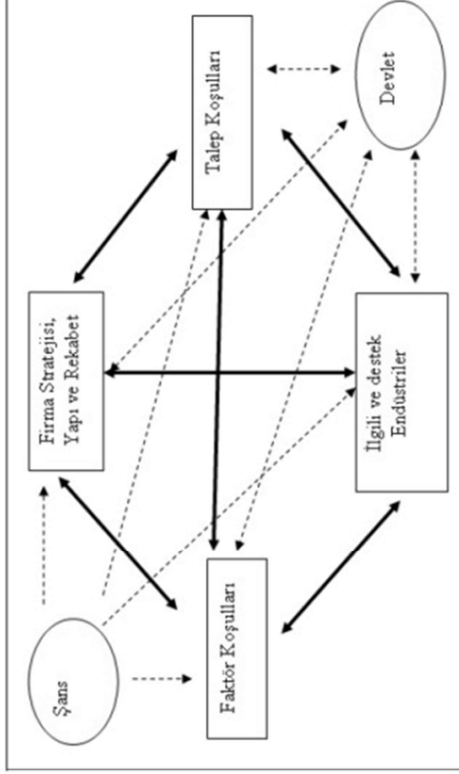 Şans
Firma Stratejisi,
Yapı ve Rekabet
Faktör Koşulları
Talep Koşulları
İlgili ve destek
Endüstriler
Devlet